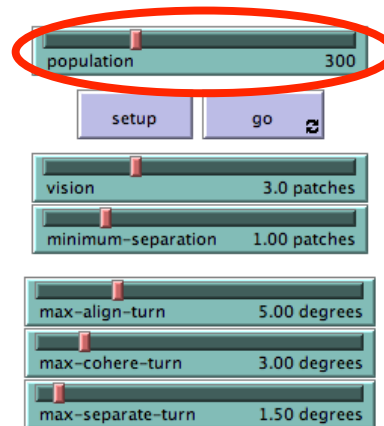 population 300
setup go
vision 3.0 patches
minimum-separation 1.00 patches
max-align-turn 5.00 degrees
max-cohere-turn 3.00 degrees
max-separate-turn 1.50 degrees